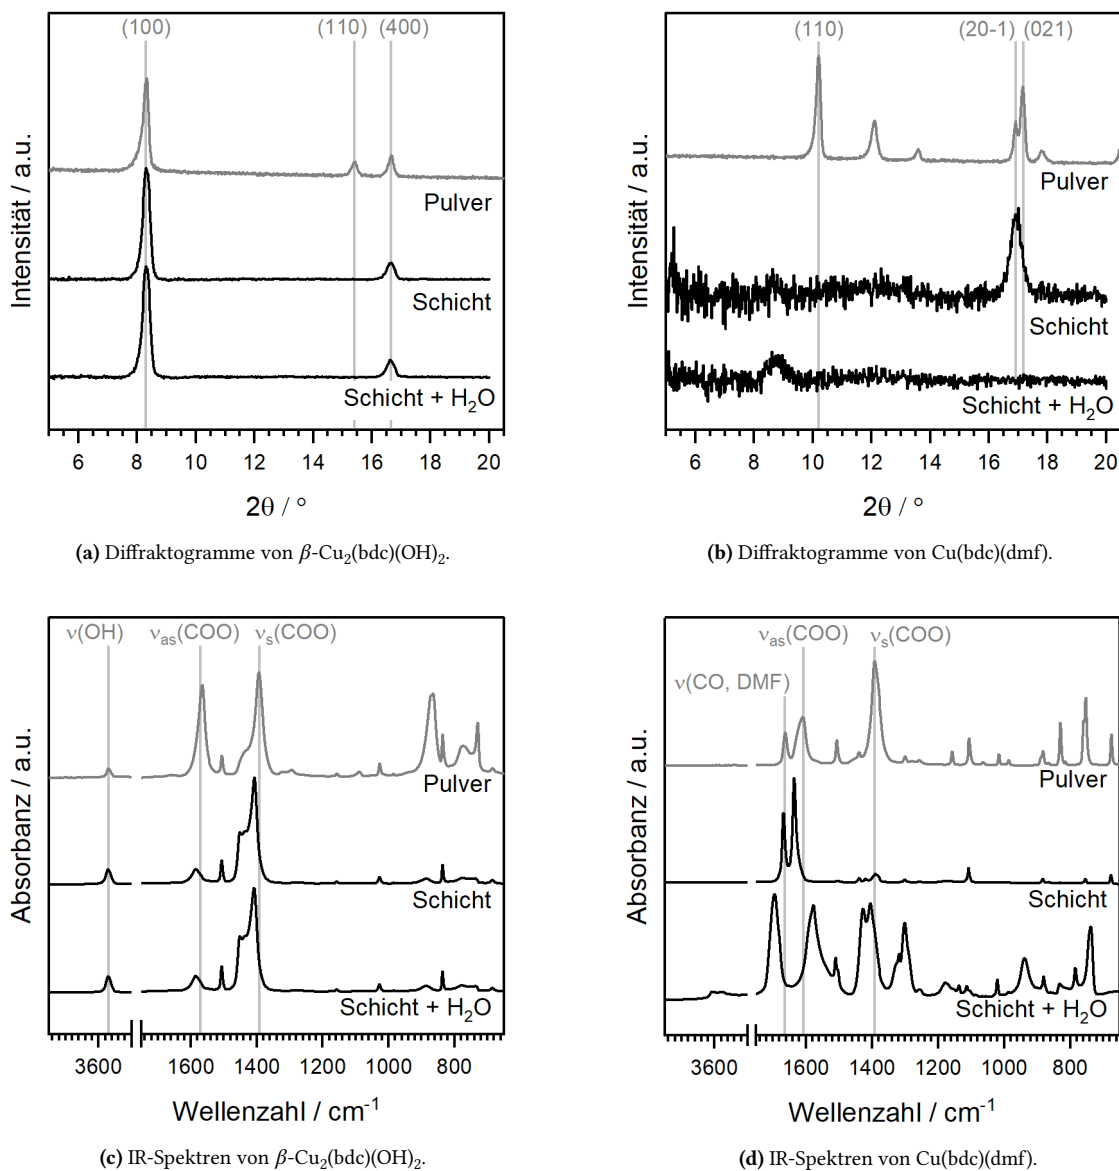 (100) (110) (400)
Intensität / a.u.
Pulver
Schicht
Schicht + H₂O
6 8 10 12 14 16 18 20
2θ / °
(a) Diffraktogramme von β-Cu₂(bdc)(OH)₂.
(110) (20-1) (021)
Intensität / a.u.
Pulver
Schicht
Schicht + H₂O
6 8 10 12 14 16 18 20
2θ / °
(b) Diffraktogramme von Cu(bdc)(dmf).
ν(OH) νas(COO) νs(COO)
Absorbanz / a.u.
Pulver
Schicht
Schicht + H₂O
3600 1600 1400 1200 1000 800
Wellenzahl / cm⁻¹
(c) IR-Spektren von β-Cu₂(bdc)(OH)₂.
νas(COO) νs(COO)
ν(CO, DMF)
Absorbanz / a.u.
Pulver
Schicht
Schicht + H₂O
3600 1600 1400 1200 1000 800
Wellenzahl / cm⁻¹
(d) IR-Spektren von Cu(bdc)(dmf).